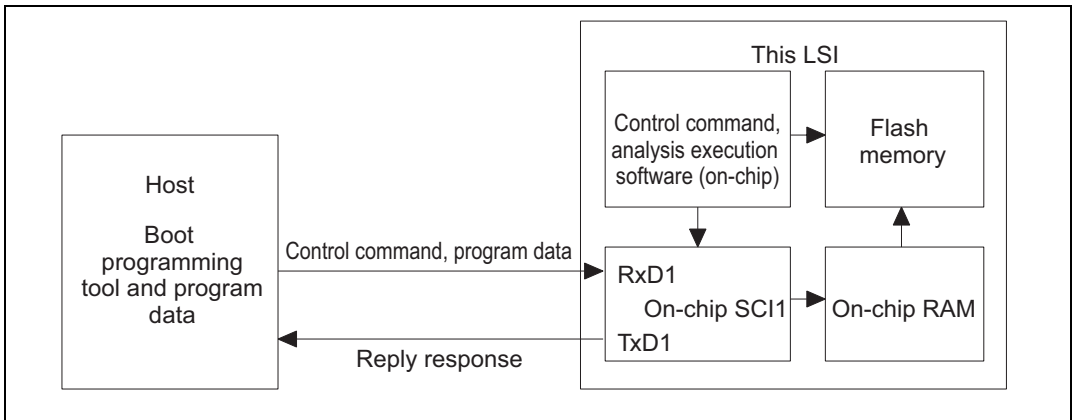 This LSI
Control command,
analysis execution
software (on-chip)
Flash
memory
Host
Boot
programming
tool and program
data
Control command, program data
RxD1
On-chip SCI1
TxD1
On-chip RAM
Reply response